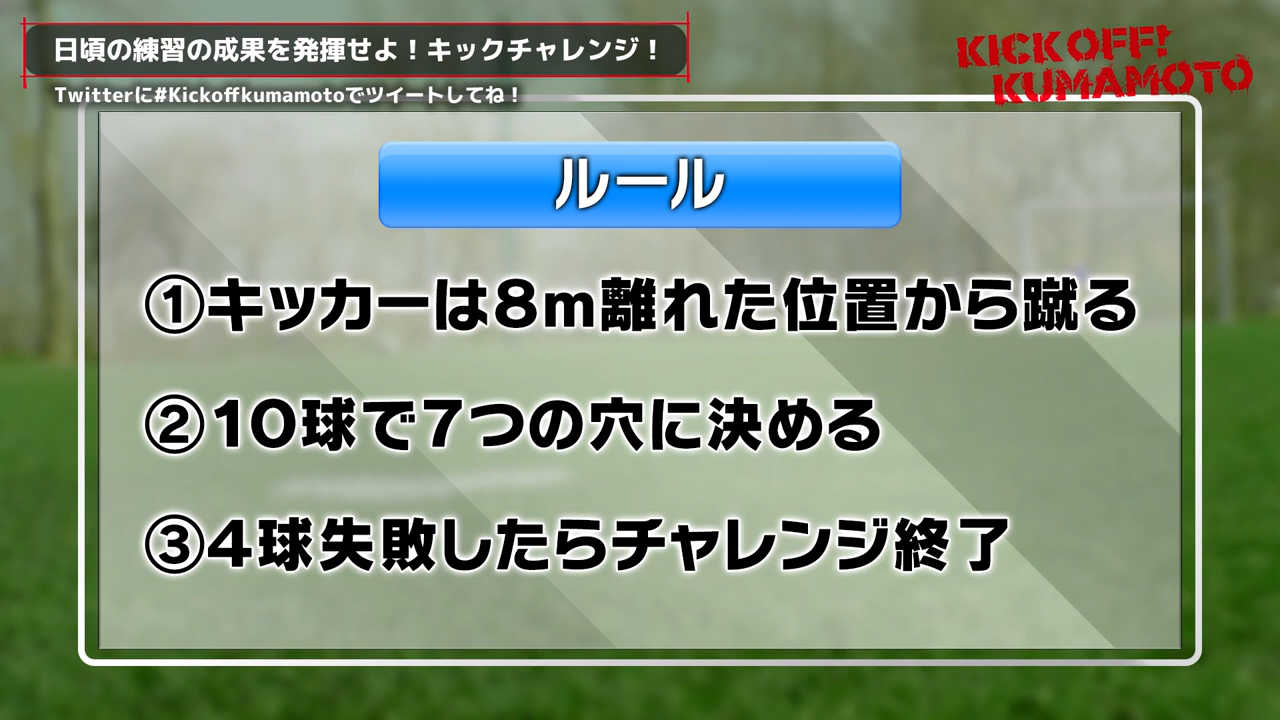 日頃の練習の成果を発揮せよ！キックチャレンジ！
Twitterに#Kickoffkumamotoでツイートしてね！
KICK OFF!
KUMAMOTO
ルール
①キッカーは8m離れた位置から蹴る
②10球で7つの穴に決める
③4球失敗したらチャレンジ終了